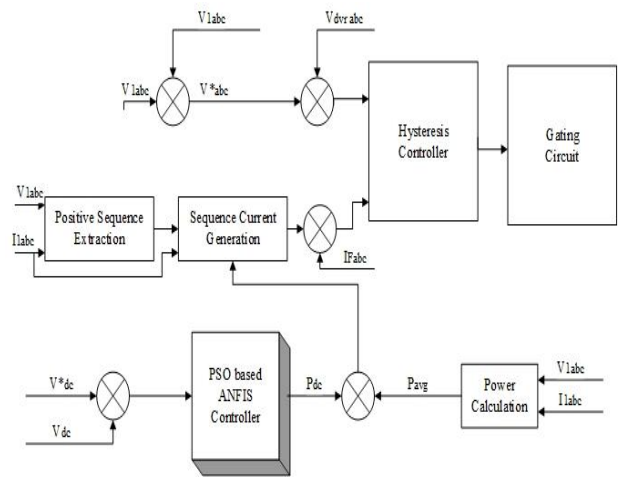 V1abc
Vdvr abc
V1abc
V*abc
Hysteresis
Controller
Gating
Circuit
V1abc
I1abc
Positive Sequence
Extraction
Sequence Current
Generation
IFabc
V*dc
Vdc
PSO based
ANFIS
Controller
Pdc
Pavg
Power
Calculation
V1abc
I1abc